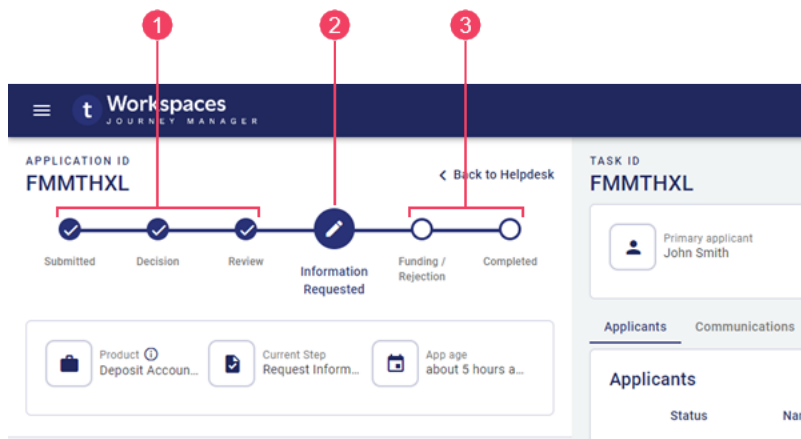 1 2 3
t Workspaces
JOURNEY MANAGER
APPLICATION ID
FMMTHXL
Back to Helpdesk
Submitted Decision Review Information Requested Funding / Rejection Completed
Product
Deposit Accoun...
Current Step
Request Inform...
App age
about 5 hours a...
TASK ID
FMMTHXL
Primary applicant
John Smith
Applicants Communications
Applicants
Status Nar